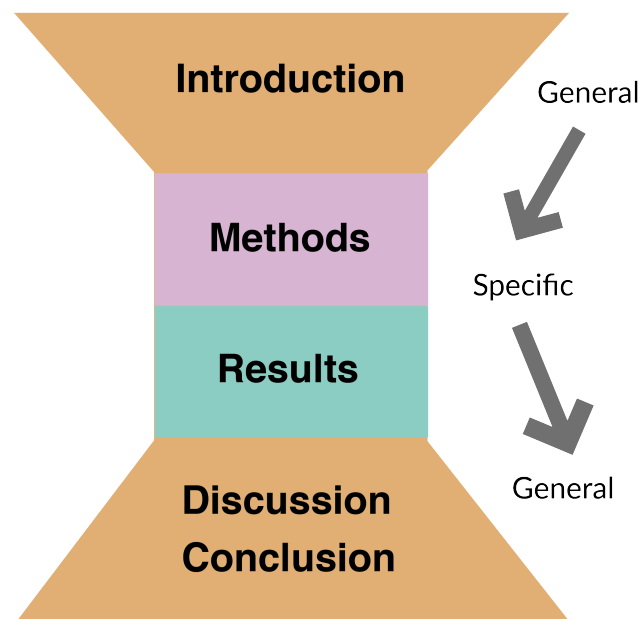 Introduction
General
Methods
Specific
Results
General
Discussion
Conclusion